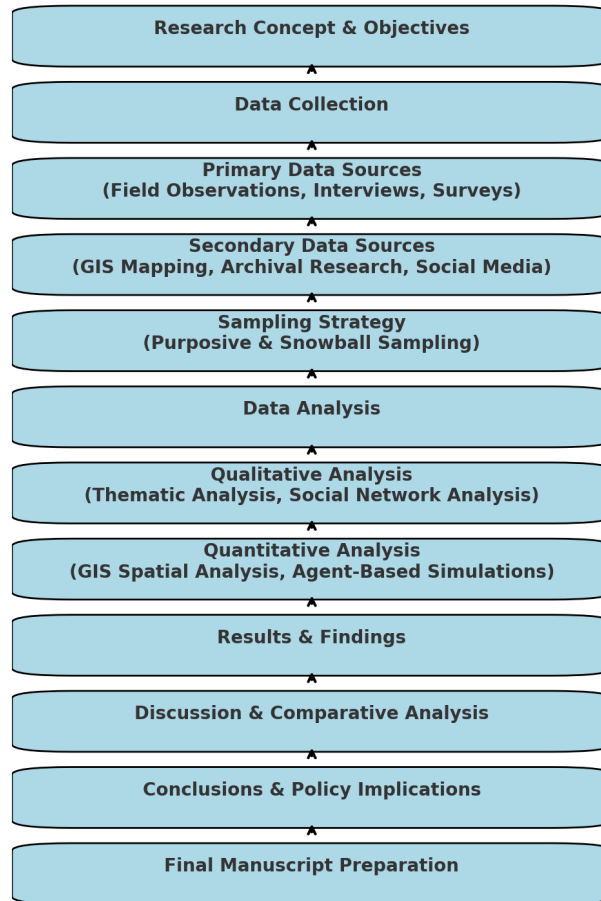 Research Concept & Objectives
Data Collection
Primary Data Sources
(Field Observations, Interviews, Surveys)
Secondary Data Sources
(GIS Mapping, Archival Research, Social Media)
Sampling Strategy
(Purposive & Snowball Sampling)
Data Analysis
Qualitative Analysis
(Thematic Analysis, Social Network Analysis)
Quantitative Analysis
(GIS Spatial Analysis, Agent-Based Simulations)
Results & Findings
Discussion & Comparative Analysis
Conclusions & Policy Implications
Final Manuscript Preparation